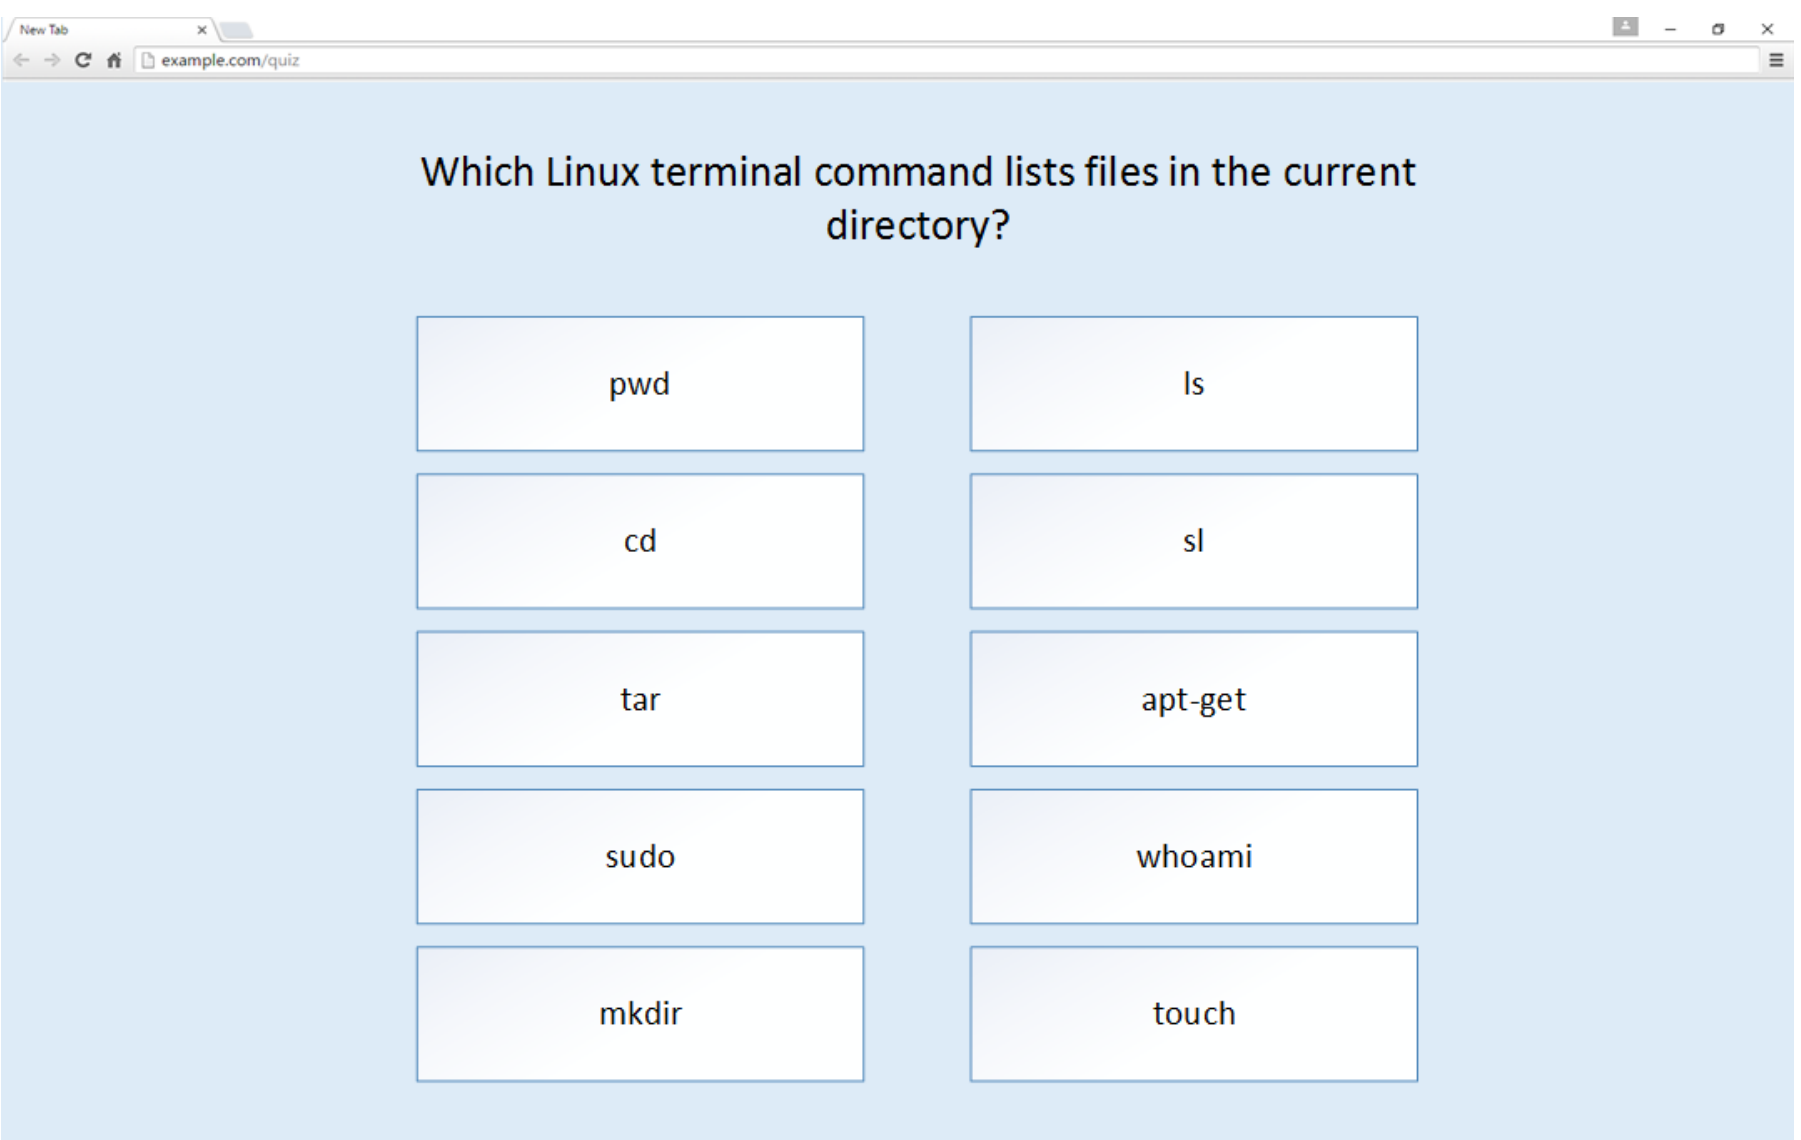 New Tab
example.com/quiz
Which Linux terminal command lists files in the current
directory?
pwd
ls
cd
sl
tar
apt-get
sudo
whoami
mkdir
touch